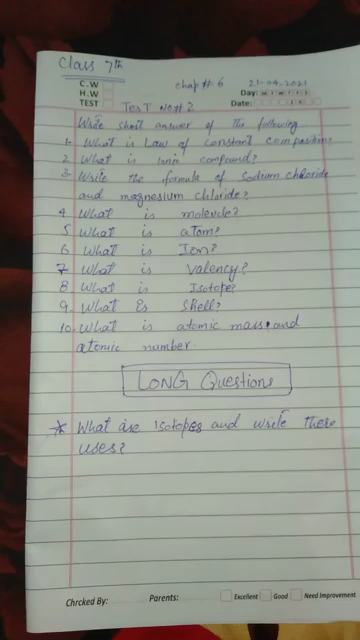 Class 7th
C.W
H.W
TEST
chap# 6
21-04-2021
Day: M T W T F S
Date:
TEST No# 2
Write short answer of the following
1- What is Law of constant composition
2 What is Ionic compound?
3- Write the formula of Sodium chloride
and magnesium chloride?
4 What is molecule?
5 What is atom?
6 What is Ion?
7 What is valency?
8 What is Isotope?
9. What is Shell?
10. What is atomic mass, and
atomic number.
LONG Questions
* What are Isotopes and write there
uses?
Chrcked By: Parents: Excellent Good Need Improvement